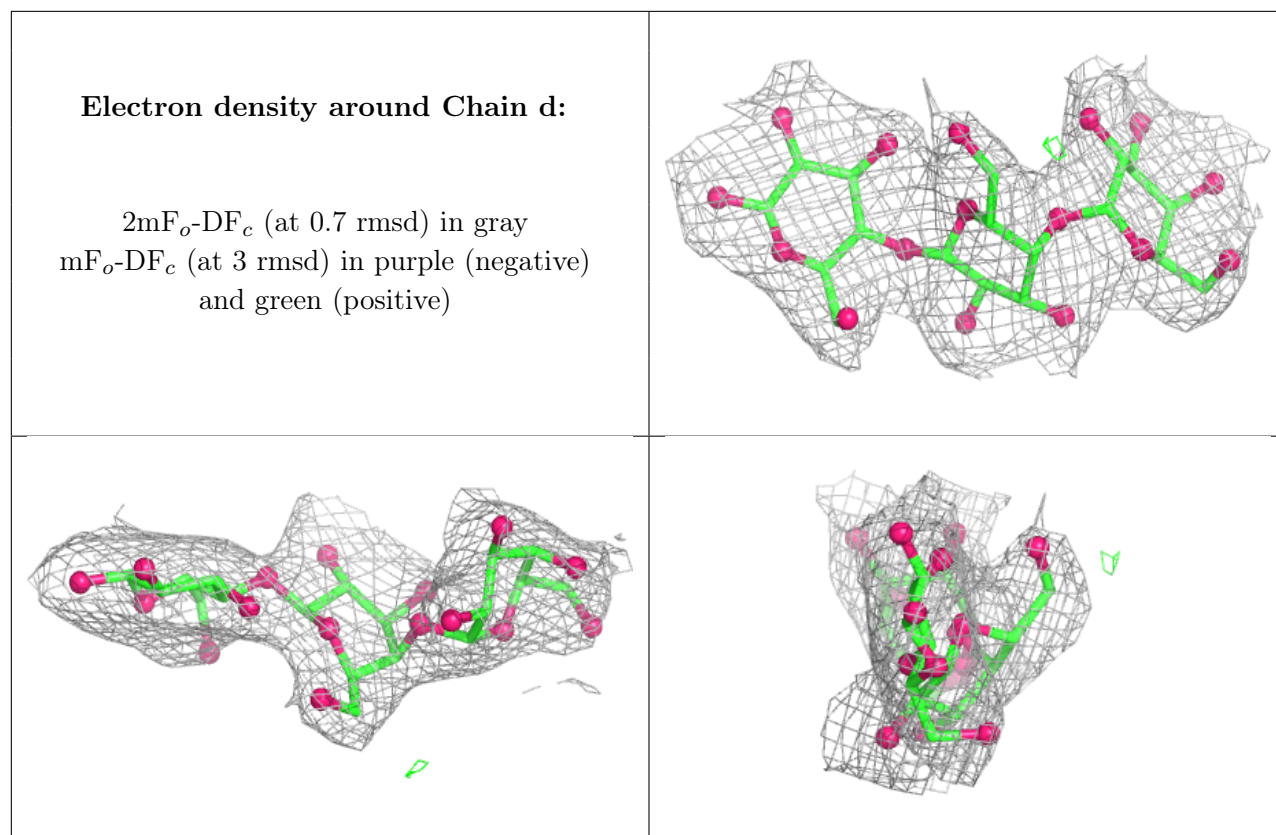 Electron density around Chain d:
2mFo-DFc (at 0.7 rmsd) in gray
mFo-DFc (at 3 rmsd) in purple (negative)
and green (positive)